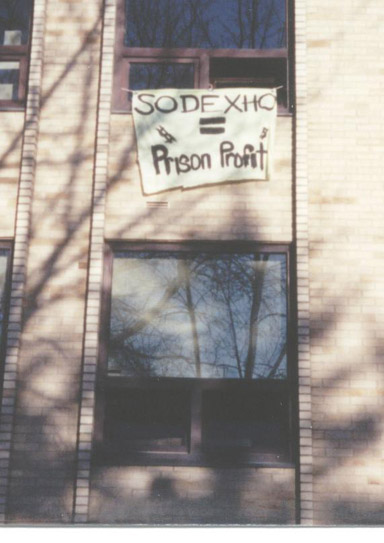 SODEXHO
=
$ $
Prison Profit